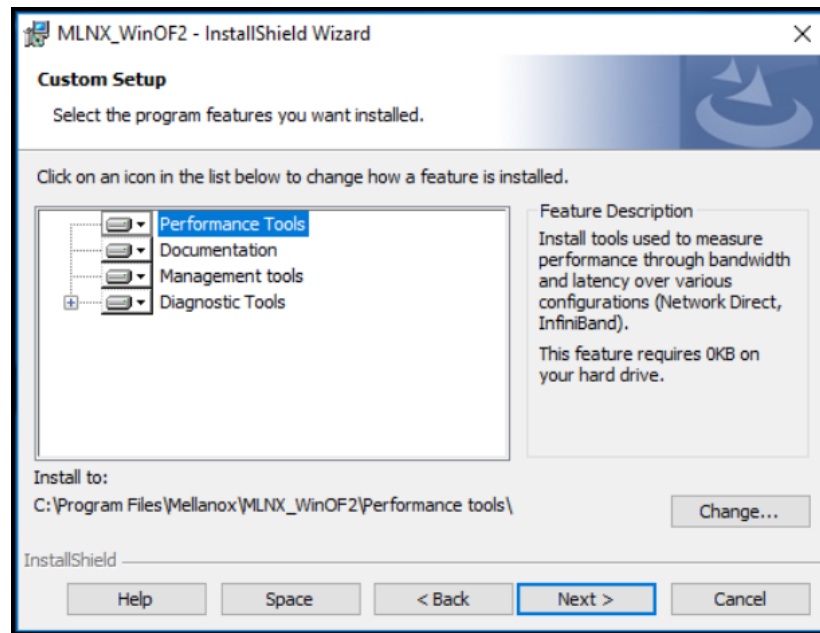 MLNX_WinOF2 - InstallShield Wizard
Custom Setup
Select the program features you want installed.
Click on an icon in the list below to change how a feature is installed.
Performance Tools
Documentation
Management tools
Diagnostic Tools
Feature Description
Install tools used to measure
performance through bandwidth
and latency over various
configurations (Network Direct,
InfiniBand).
This feature requires 0KB on
your hard drive.
Install to:
C:\Program Files\Mellanox\MLNX_WinOF2\Performance tools\
Change...
InstallShield
Help
Space
< Back
Next >
Cancel